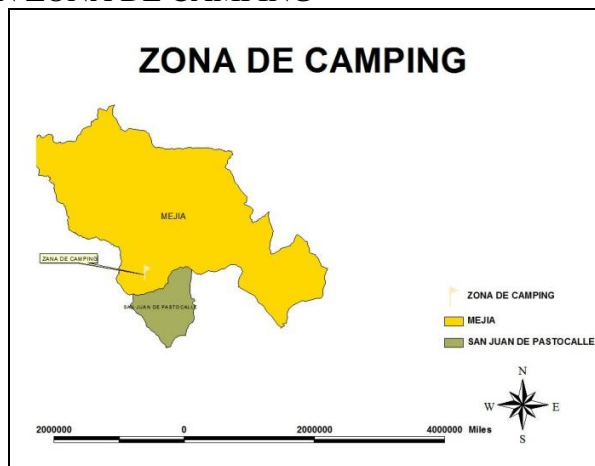 ZONA DE CAMPING
MEJIA
ZANA DE CAMPING
SAN JUAN DE PASTOCALLE
ZONA DE CAMPING
MEJIA
SAN JUAN DE PASTOCALLE
N
W E
S
2000000 0 2000000 4000000 Miles